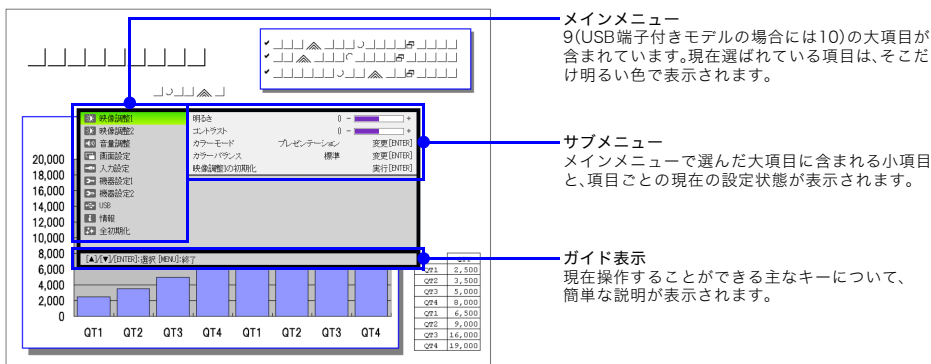 メインメニュー
9(USB端子付きモデルの場合には10)の大項目が
含まれています。現在選ばれている項目は、そこだ
け明るい色で表示されます。
サブメニュー
メインメニューで選んだ大項目に含まれる小項目
と、項目ごとの現在の設定状態が表示されます。
ガイド表示
現在操作することができる主なキーについて、
簡単な説明が表示されます。
映像調整1
映像調整2
音量調整
画面設定
入力設定
機器設定1
機器設定2
USB
情報
全初期化
明るさ 0 - +
コントラスト 0 - +
カラーモード プレゼンテーション 変更[ENTER]
カラーバランス 標準 変更[ENTER]
映像調整1の初期化 実行[ENTER]
[▲]/[▼]/[ENTER]:選択 [MENU]:終了
20,000
18,000
16,000
14,000
12,000
10,000
8,000
6,000
4,000
2,000
0
QT1 QT2 QT3 QT4 QT1 QT2 QT3 QT4
QT1 2,500
QT2 3,500
QT3 5,000
QT4 8,000
QT1 6,500
QT2 9,000
QT3 16,000
QT4 19,000